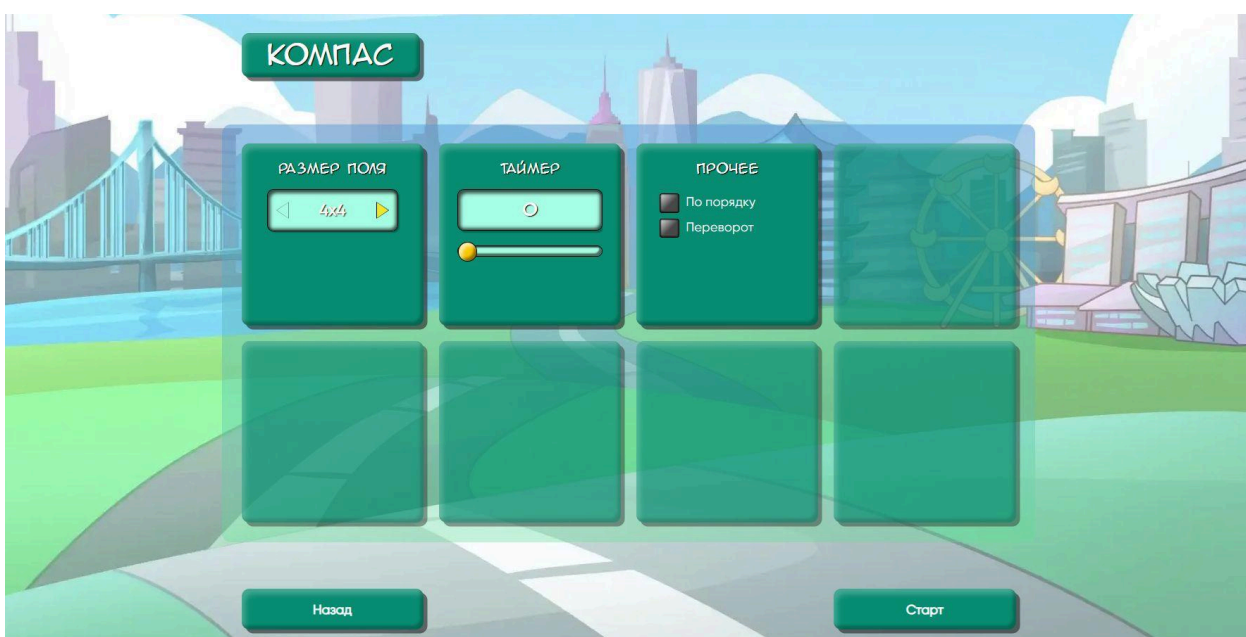 КОМПАС
РАЗМЕР ПОЛЯ
4x4
ТАЙМЕР
0
ПРОЧЕЕ
По порядку
Переворот
Назад
Старт